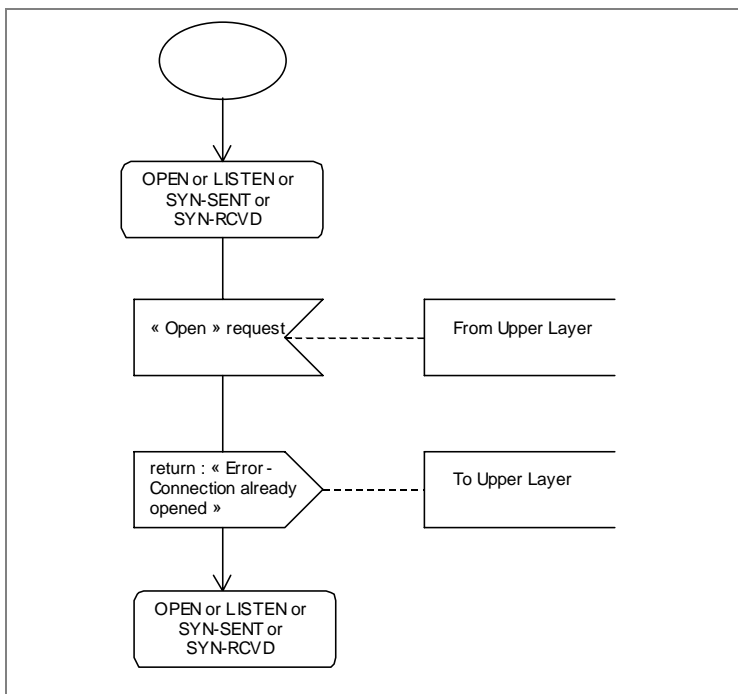 OPEN or LISTEN or
SYN-SENT or
SYN-RCVD
« Open » request
From Upper Layer
return : « Error -
Connection already
opened »
To Upper Layer
OPEN or LISTEN or
SYN-SENT or
SYN-RCVD